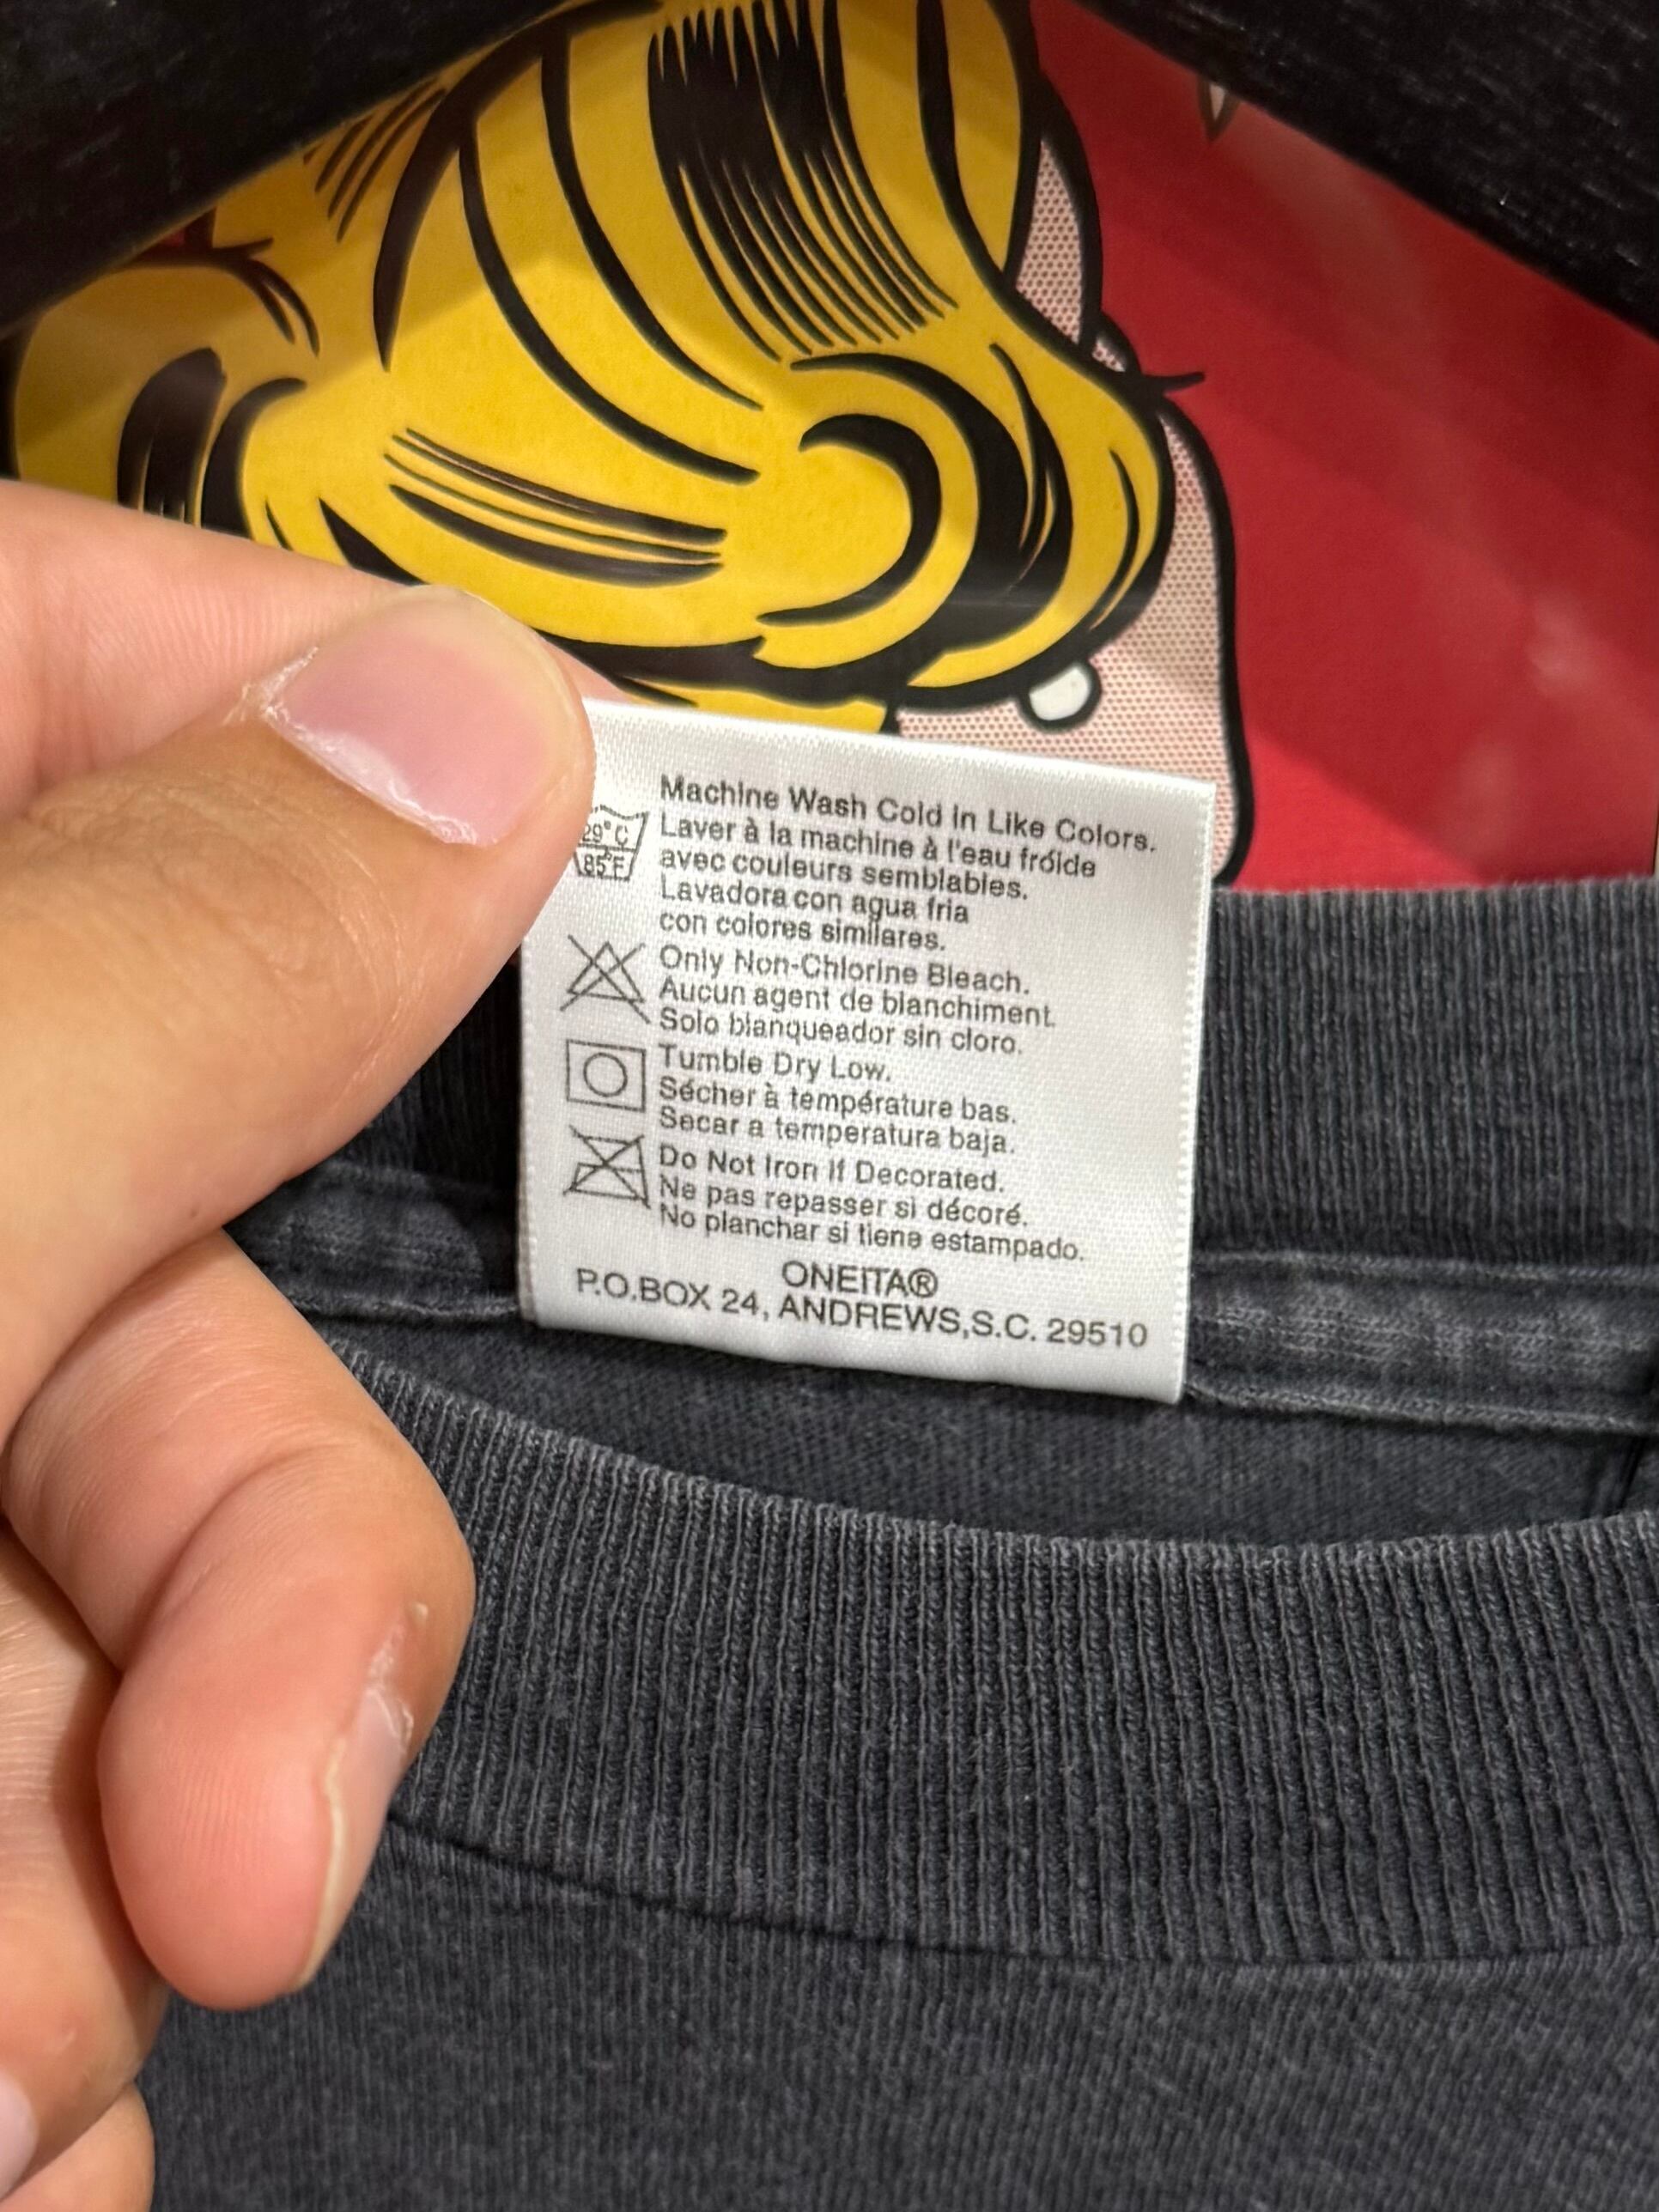 Machine Wash Cold in Like Colors.
29°C
85°F
Laver à la machine à l'eau fróide
avec couleurs semblables.
Lavadora con agua fria
con colores similares.
Only Non-Chlorine Bleach.
Aucun agent de blanchiment.
Solo blanqueador sin cloro.
Tumble Dry Low.
Sécher à température bas.
Secar a temperatura baja.
Do Not Iron if Decorated.
Ne pas repasser si décoré.
No planchar si tiene estampado.
ONEITA®
P.O.BOX 24, ANDREWS,S.C. 29510